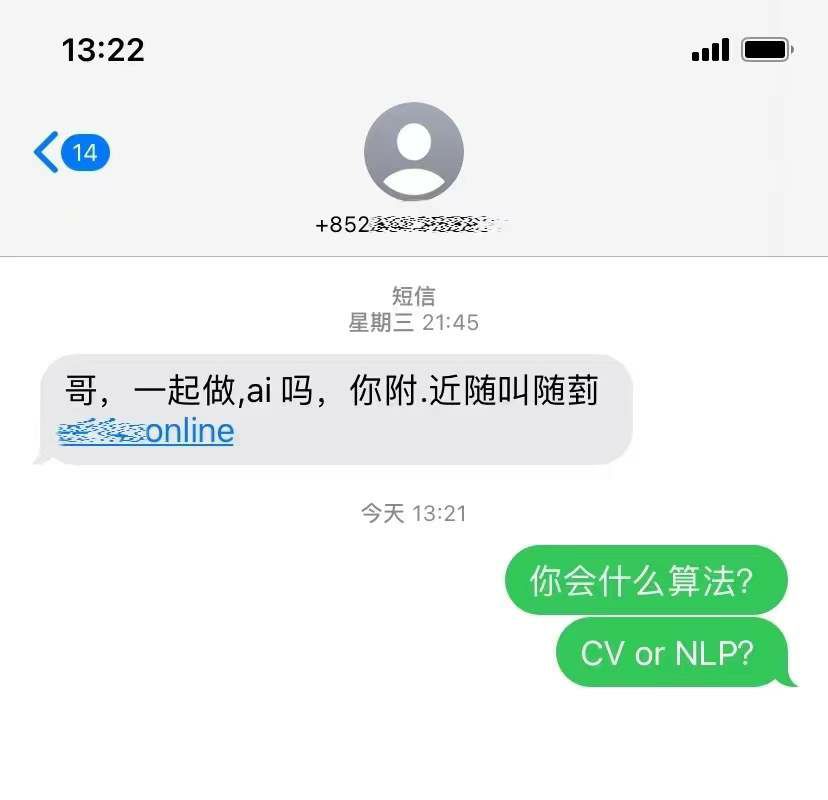 13:22
14
+852
短信
星期三 21:45
哥，一起做,ai 吗，你附.近随叫随菿
online
今天 13:21
你会什么算法?
CV or NLP?